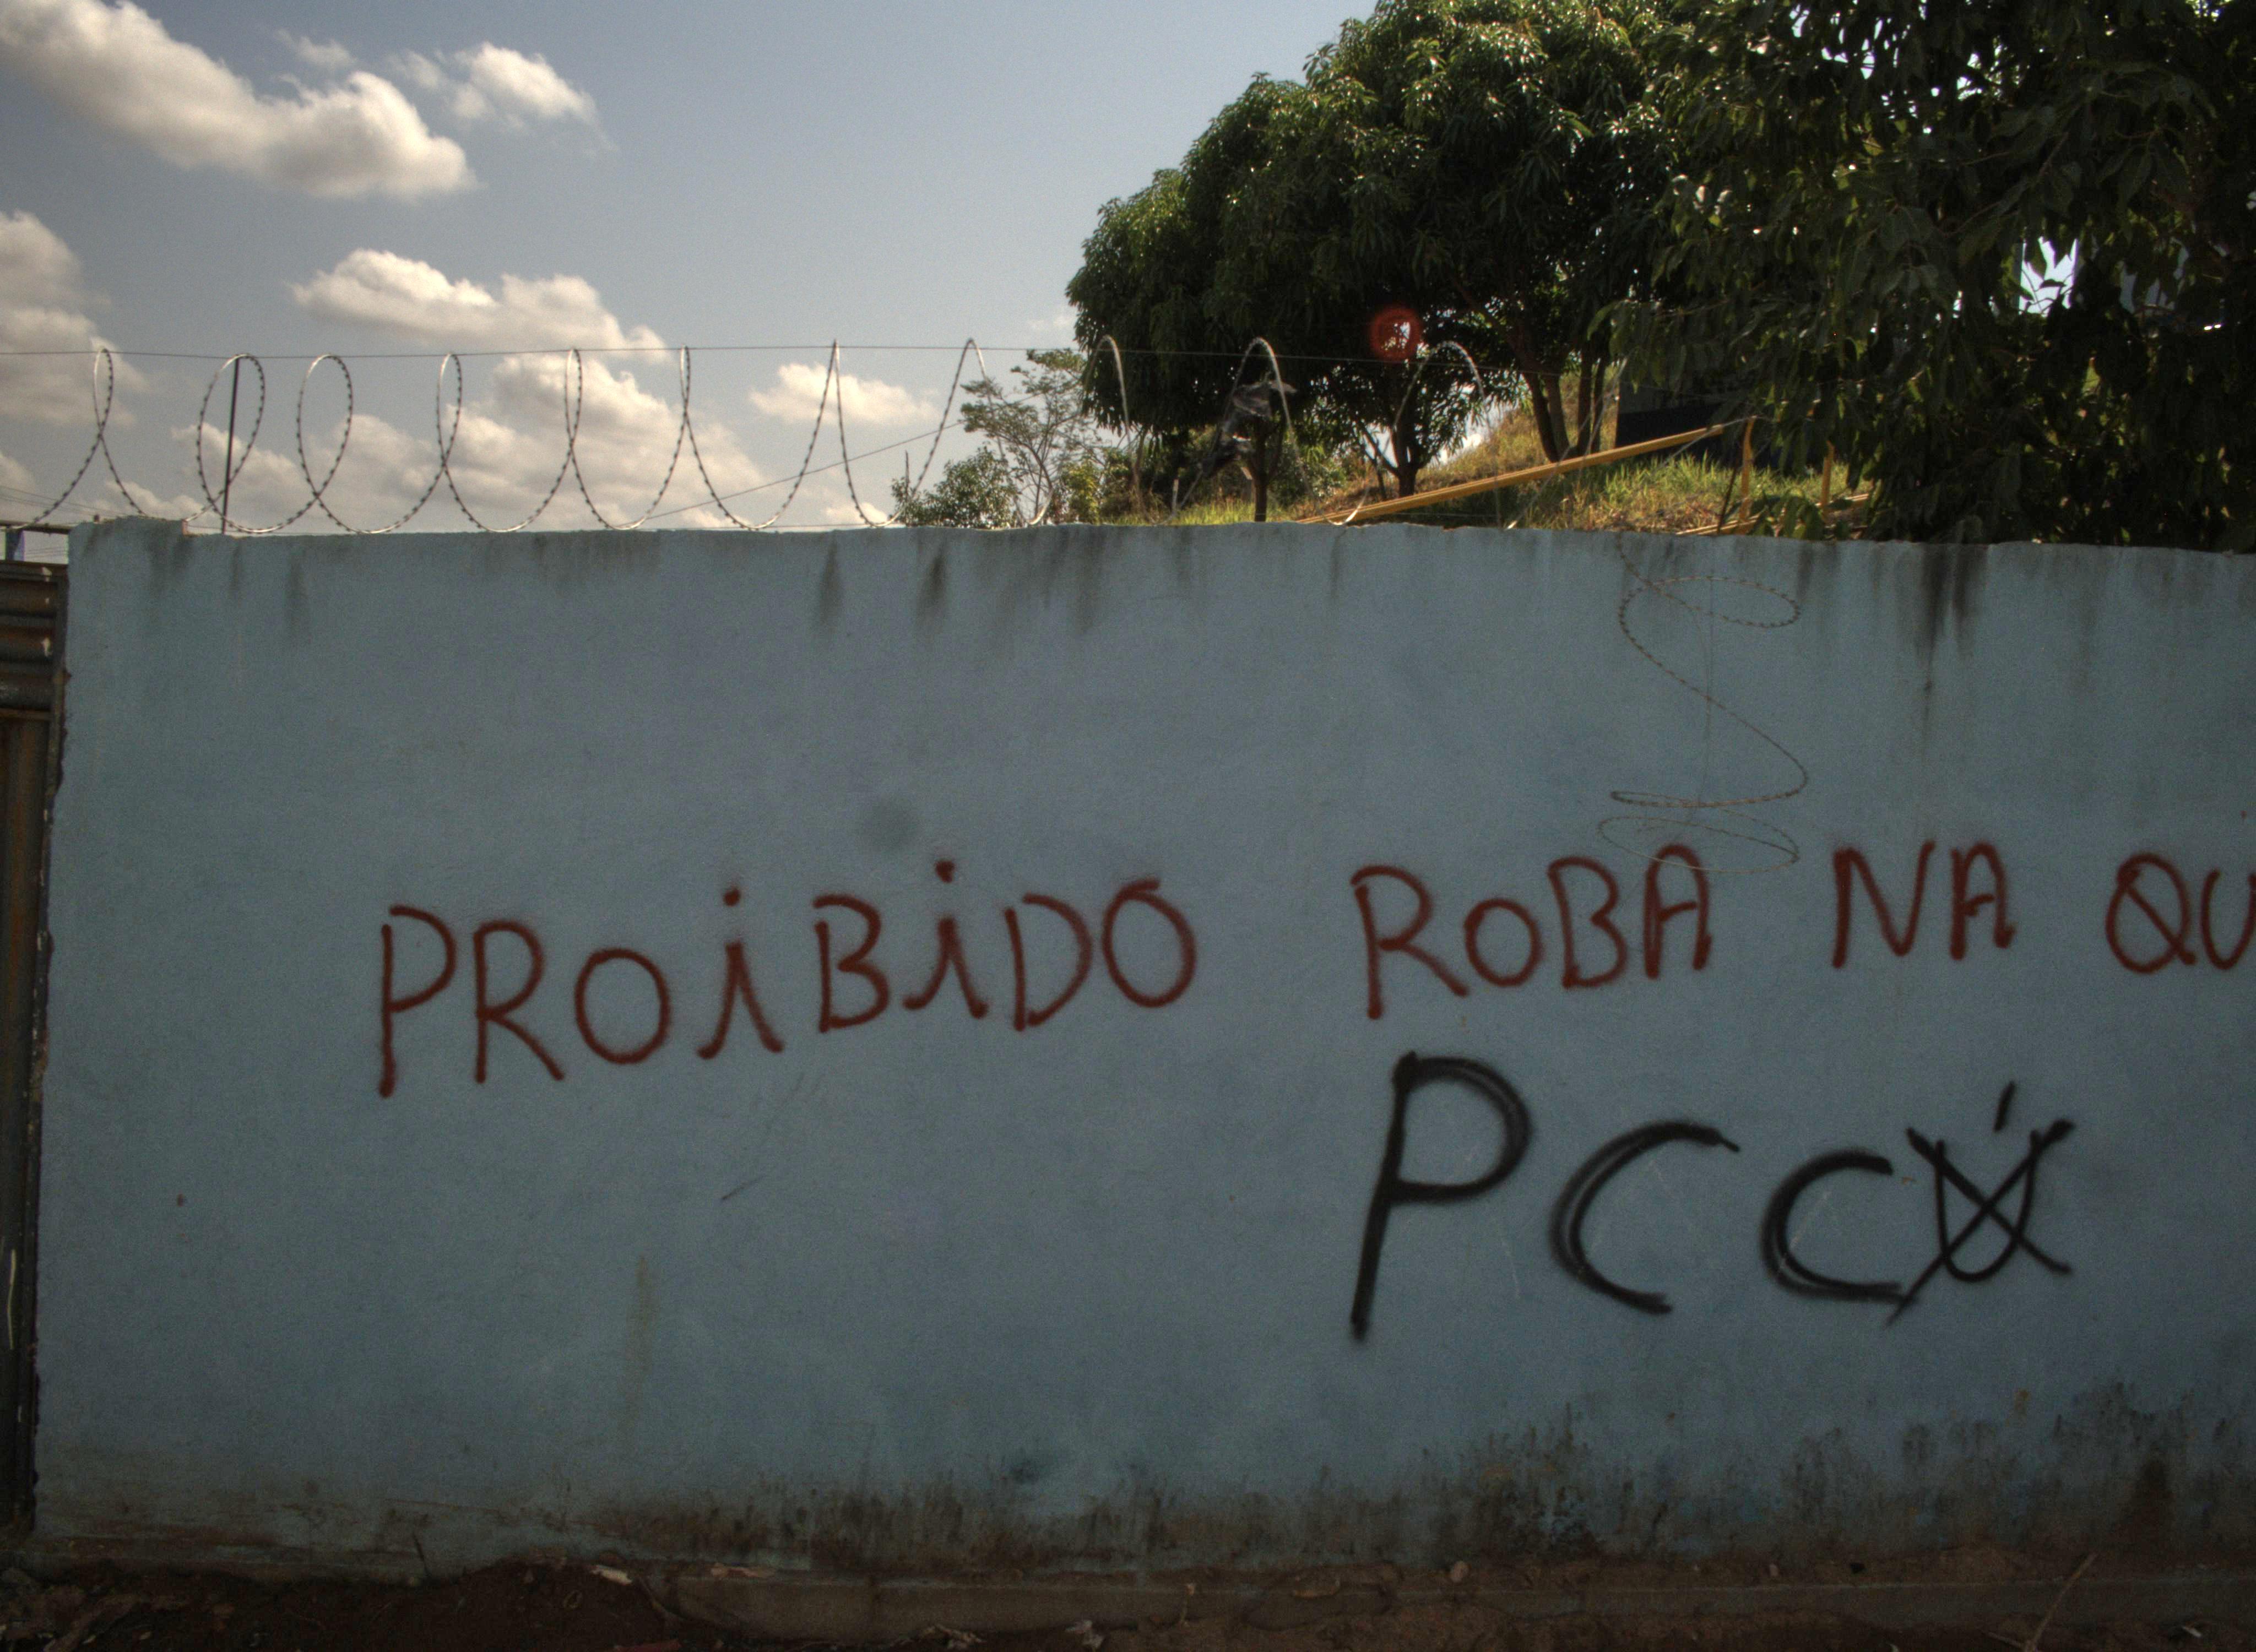 PROiBiDO ROBA NA QU
PCC